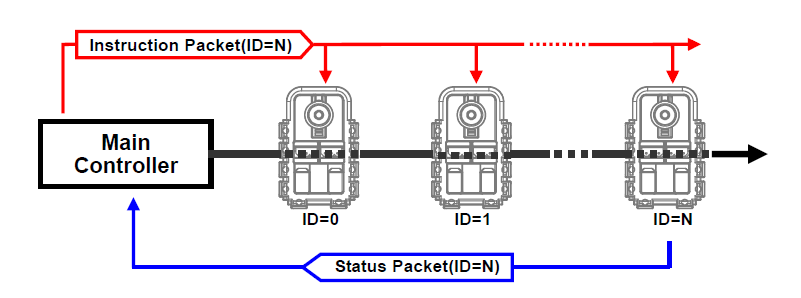 Instruction Packet(ID=N)
Main
Controller
ID=0
ID=1
ID=N
Status Packet(ID=N)